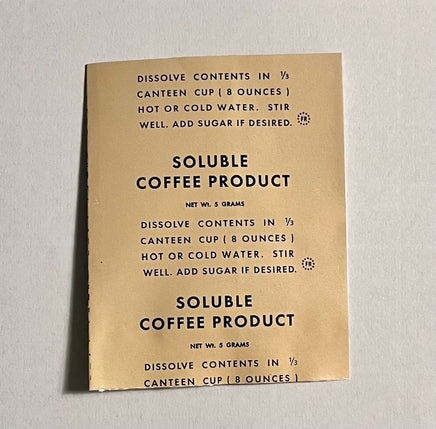 DISSOLVE CONTENTS IN ⅓
CANTEEN CUP ( 8 OUNCES )
HOT OR COLD WATER. STIR
WELL. ADD SUGAR IF DESIRED. FR
SOLUBLE
COFFEE PRODUCT
NET Wt. 5 GRAMS
DISSOLVE CONTENTS IN ⅓
CANTEEN CUP ( 8 OUNCES )
HOT OR COLD WATER. STIR
WELL. ADD SUGAR IF DESIRED. FR
SOLUBLE
COFFEE PRODUCT
NET Wt. 5 GRAMS
DISSOLVE CONTENTS IN ⅓
CANTEEN CUP ( 8 OUNCES )